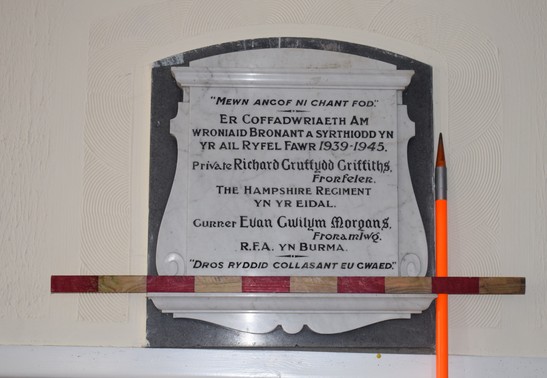 "MEWN ANGOF NI CHANT FOD."
ER COFFADWRIAETH AM
WRONIAID BRONANT A SYRTHIODD YN
YR AIL RYFEL FAWR 1939-1945.
Private Richard Gruffydd Griffiths,
Fronfeler.
THE HAMPSHIRE REGIMENT
YN YR EIDAL.
Gunner Evan Gwilym Morgans,
Fronamlwg.
R.F.A. YN BURMA.
"DROS RYDDID COLLASANT EU GWAED."